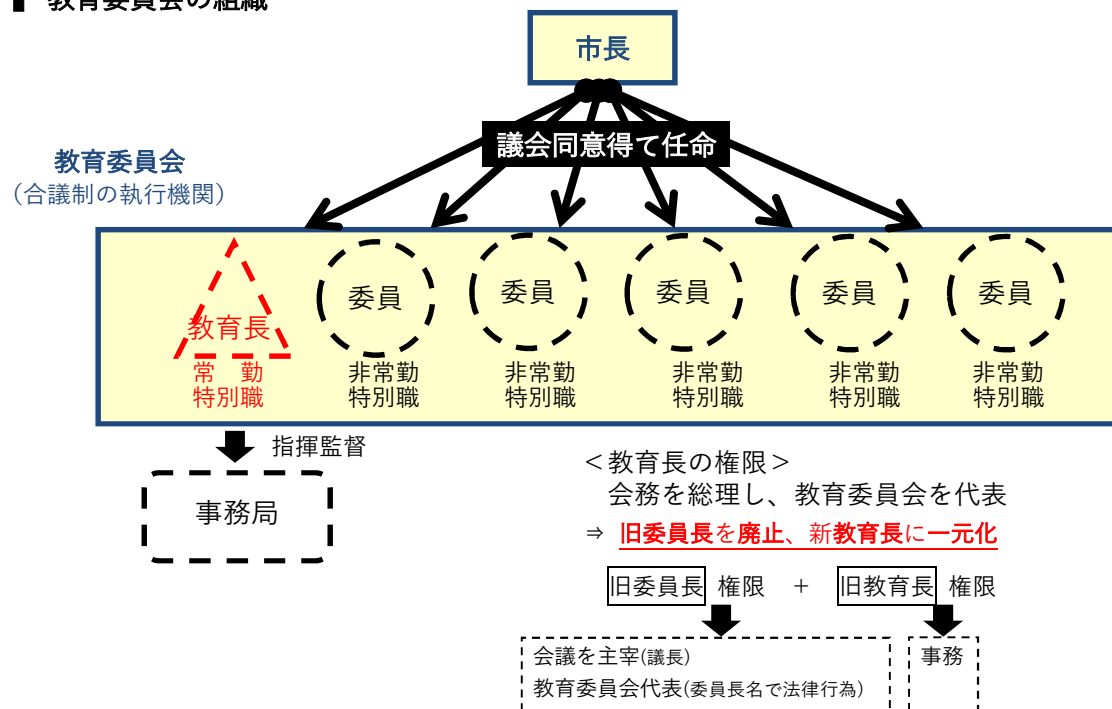 教育委員会の組織
市長
議会同意得て任命
教育委員会
（合議制の執行機関）
教育長
常　勤
特別職
委員
非常勤
特別職
委員
非常勤
特別職
委員
非常勤
特別職
委員
非常勤
特別職
委員
非常勤
特別職
指揮監督
事務局
＜教育長の権限＞
会務を総理し、教育委員会を代表
⇒ 旧委員長を廃止、新教育長に一元化
旧委員長 権限 + 旧教育長 権限
会議を主宰(議長)
教育委員会代表(委員長名で法律行為)
事務